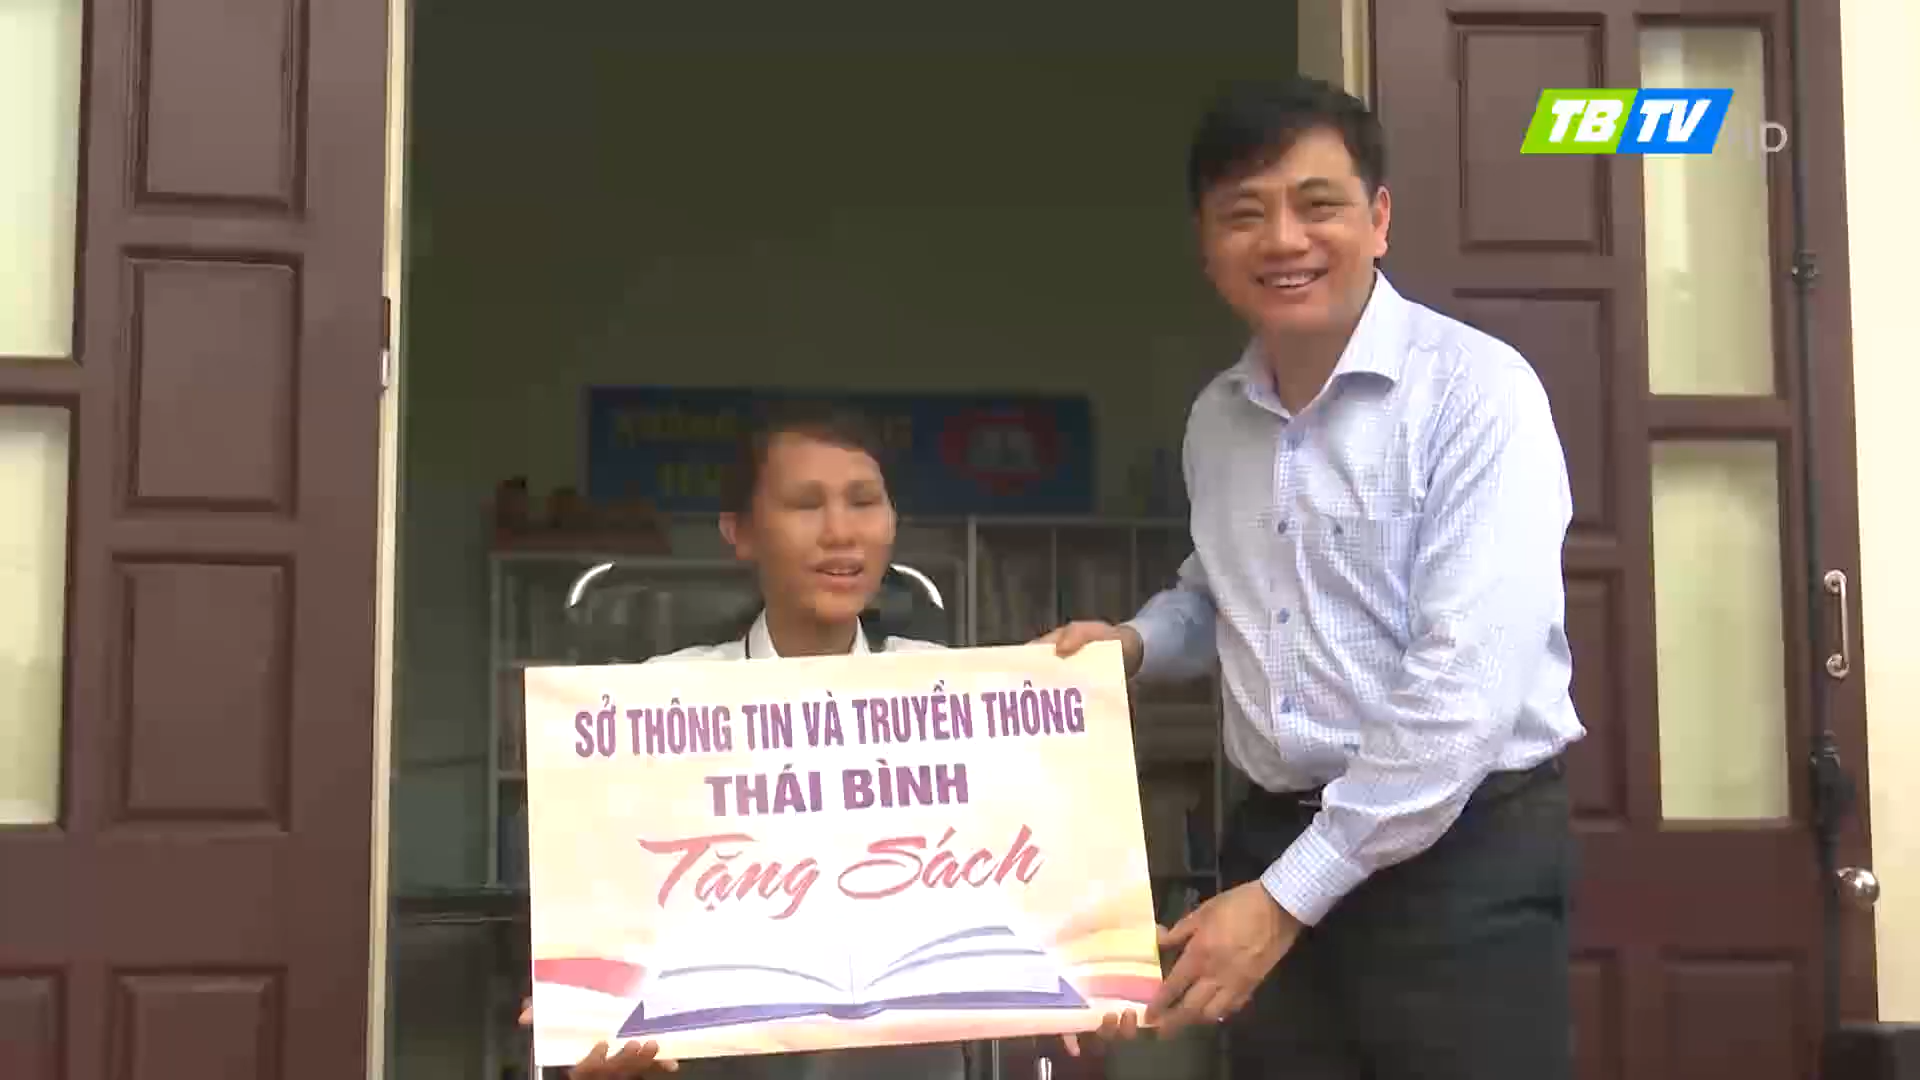 TBTV
SỞ THÔNG TIN VÀ TRUYỀN THÔNG
THÁI BÌNH
Tặng Sách